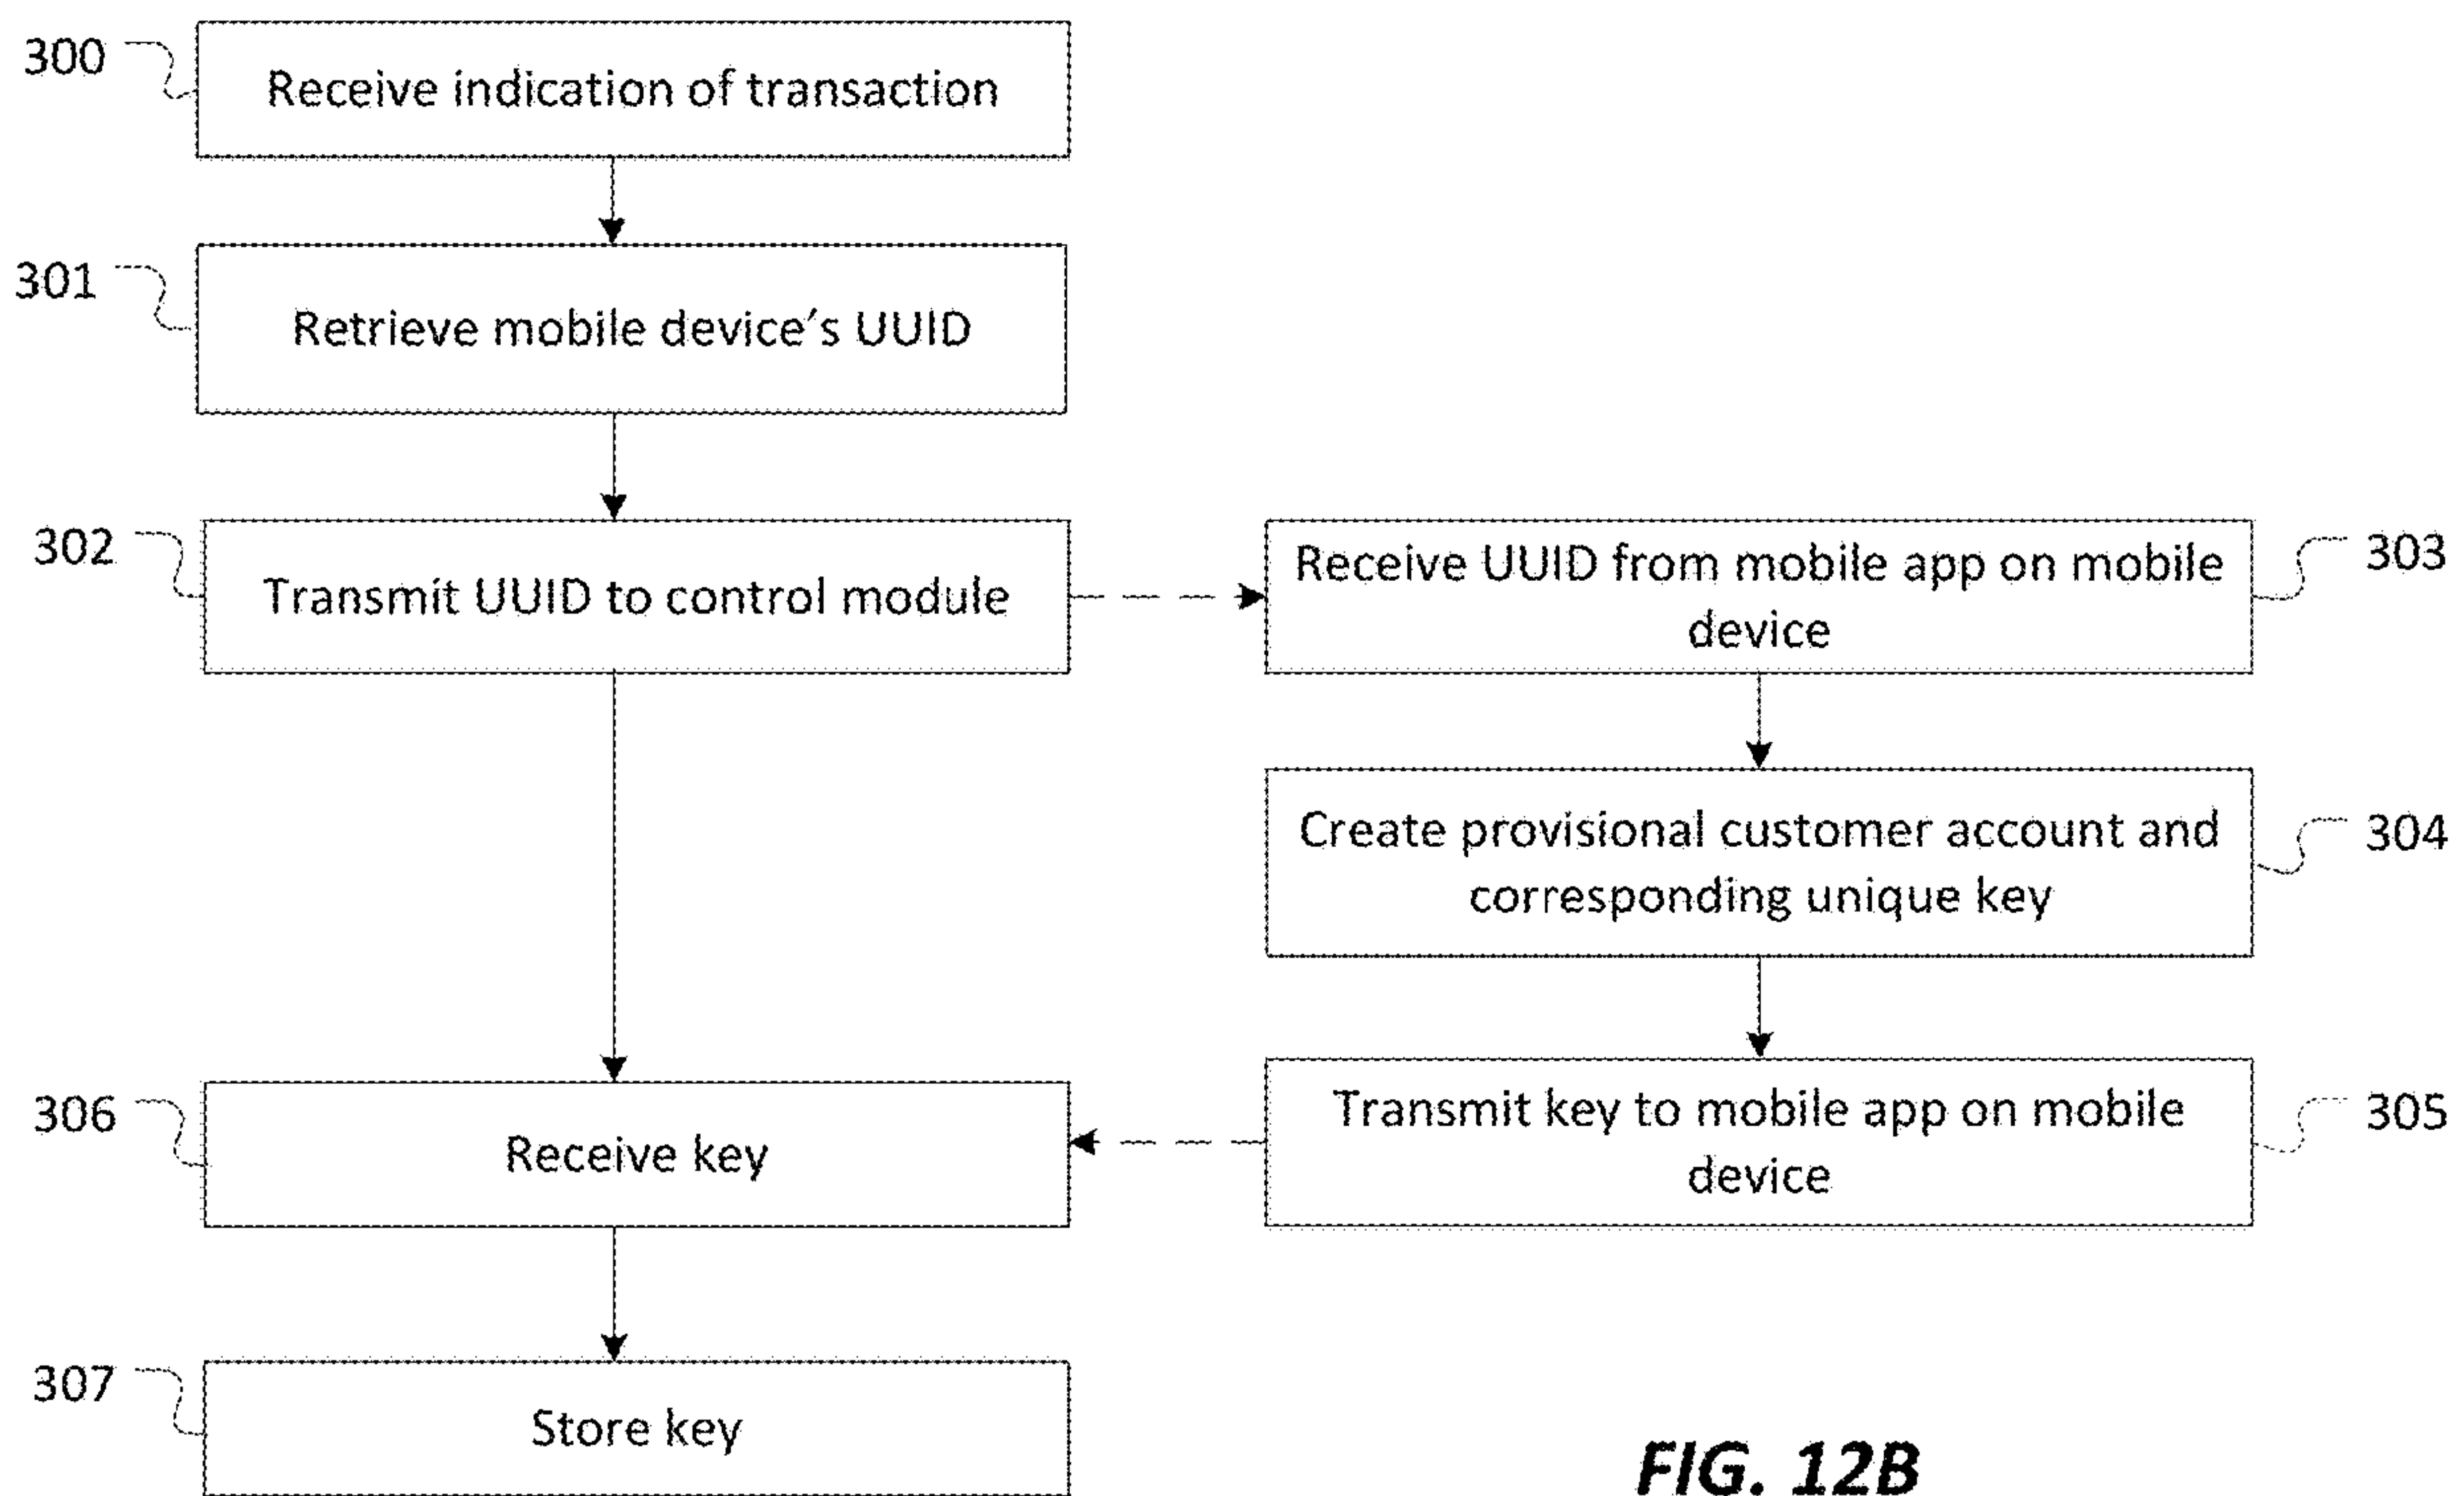 300
Receive indication of transaction
301
Retrieve mobile device's UUID
302
Transmit UUID to control module
Receive UUID from mobile app on mobile
device
303
Create provisional customer account and
corresponding unique key
304
306
Receive key
Transmit key to mobile app on mobile
device
305
307
Store key
FIG. 12B